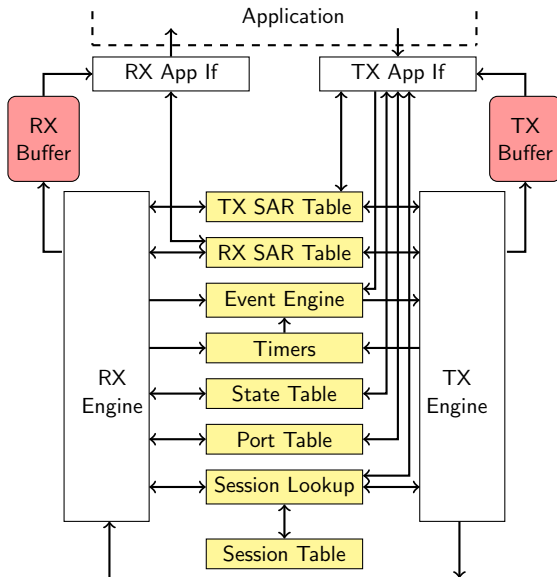 Application
RX App If
TX App If
RX
Buffer
TX
Buffer
TX SAR Table
RX SAR Table
Event Engine
Timers
RX
Engine
State Table
TX
Engine
Port Table
Session Lookup
Session Table